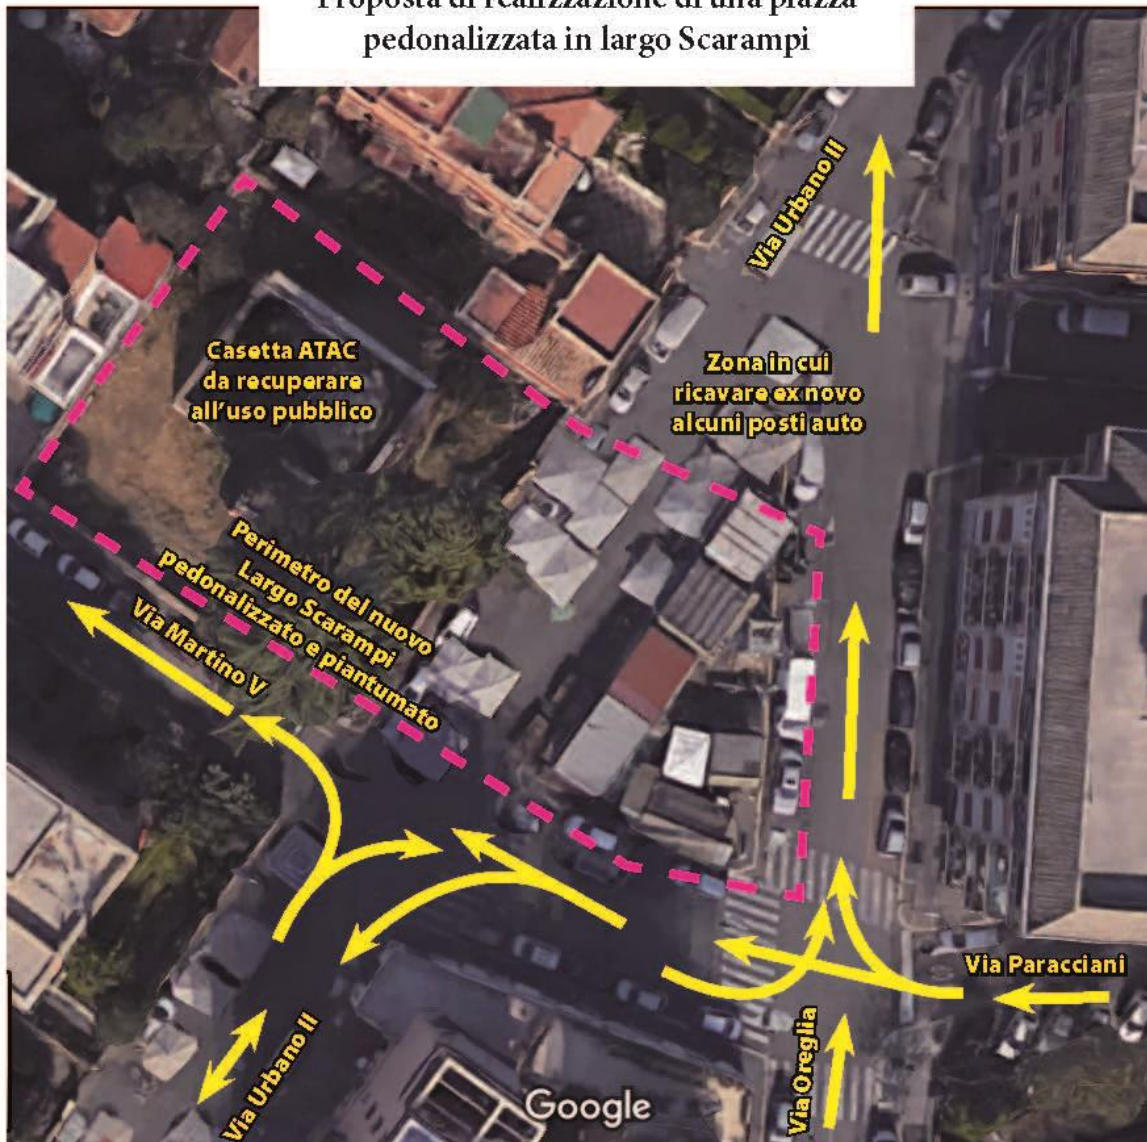 Proposta di realizzazione di una piazza
pedonalizzata in largo Scarampi
Via Urbano II
Casetta ATAC
da recuperare
all'uso pubblico
Zona in cui
ricavare ex novo
alcuni posti auto
Perimetro del nuovo
Largo Scarampi
pedonalizzato e piantumato
Via Martino V
Via Paracciani
Via Oreglia
Via Urbano II
Google